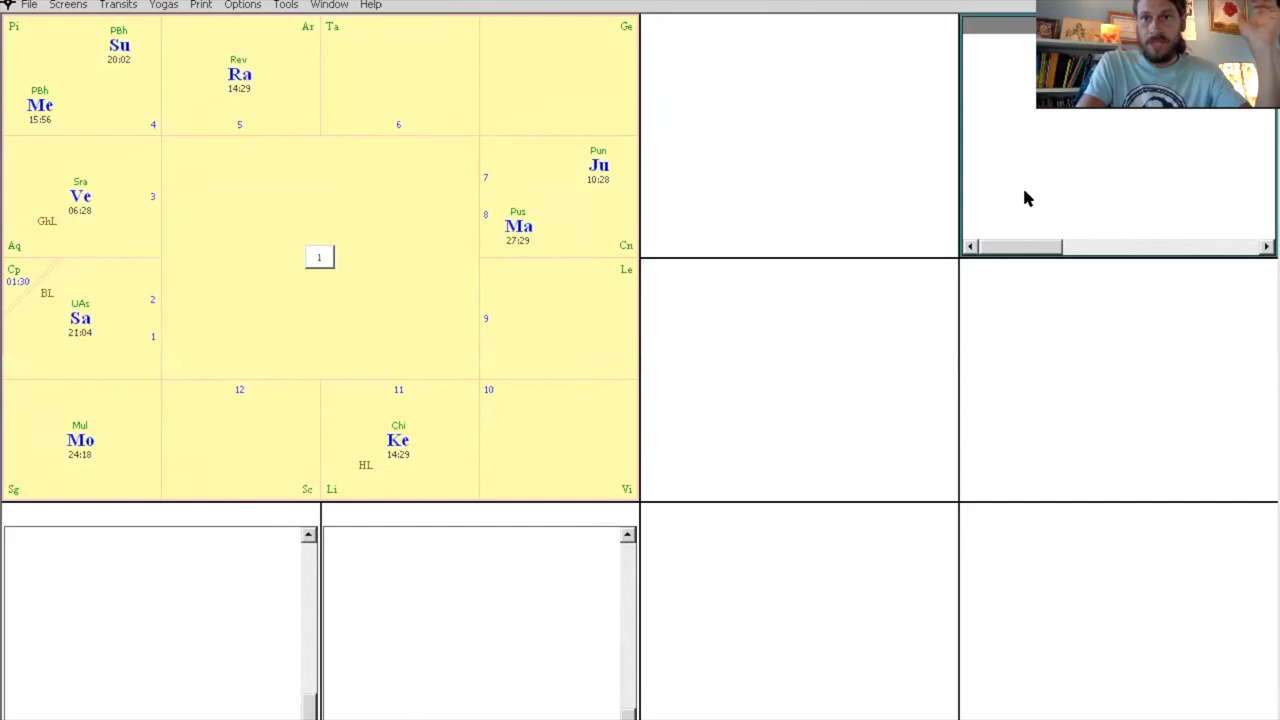 File Screens Transits Yogas Print Options Tools Window Help
Pi
PBh
Su
20:02
PBh
Me
15:56
4
Ar
Rev
Ra
14:29
5
Ta
6
Ge
Sra
Ve
06:28
GhL
3
Aq
7
Pun
Ju
10:28
8
Pus
Ma
27:29
Cn
1
Cp
01:30
BL
UAs
Sa
21:04
2
1
Le
9
Mul
Mo
24:18
Sg
12
Sc
11
Chi
Ke
14:29
HL
Li
10
Vi